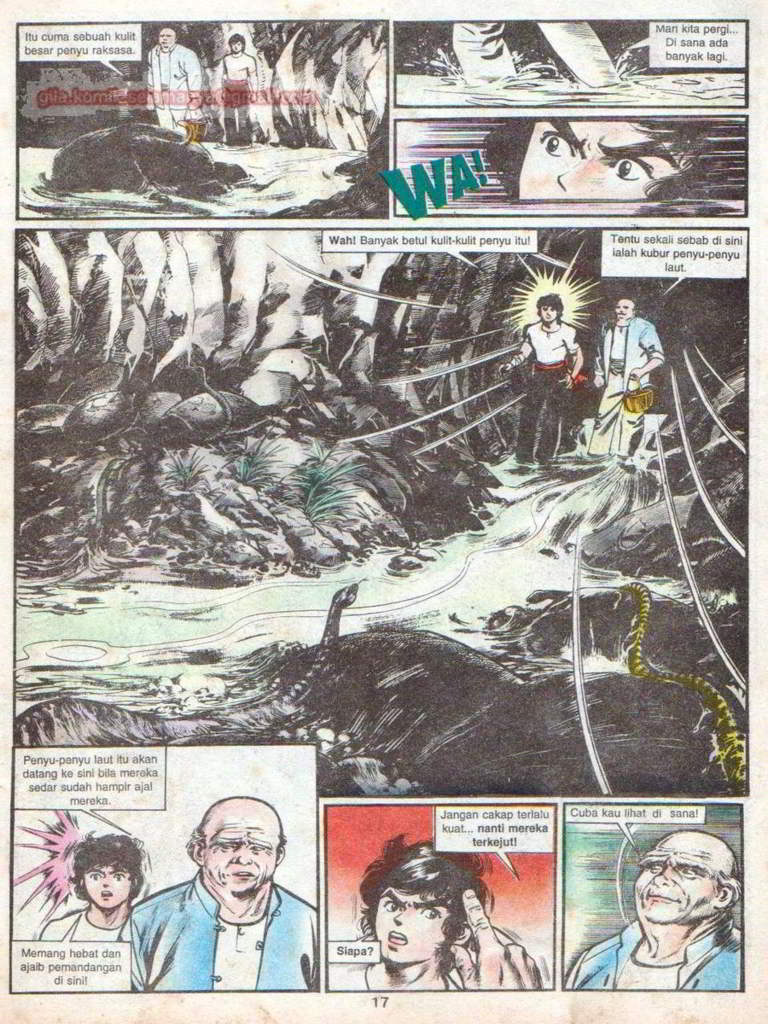 Itu cuma sebuah kulit
besar penyu raksasa.
Mari kita pergi...
Di sana ada
banyak lagi.
WA!
Wah! Banyak betul kulit-kulit penyu itu!
Tentu sekali sebab di sini
ialah kubur penyu-penyu
laut.
Penyu-penyu laut itu akan
datang ke sini bila mereka
sedar sudah hampir ajal
mereka.
Memang hebat dan
ajaib pemandangan
di sini!
Jangan cakap terlalu
kuat... nanti mereka
terkejut!
Siapa?
Cuba kau lihat di sana!
17